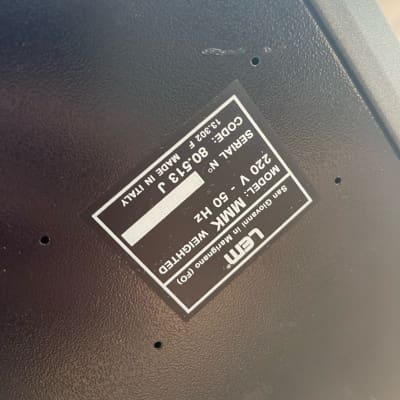 LEM
San Giovanni in Marignano (FO)
MODEL: MMK WEIGHTED
220 V - 50 Hz
SERIAL N°
CODE: 80.513 J
13.302 F MADE IN ITALY